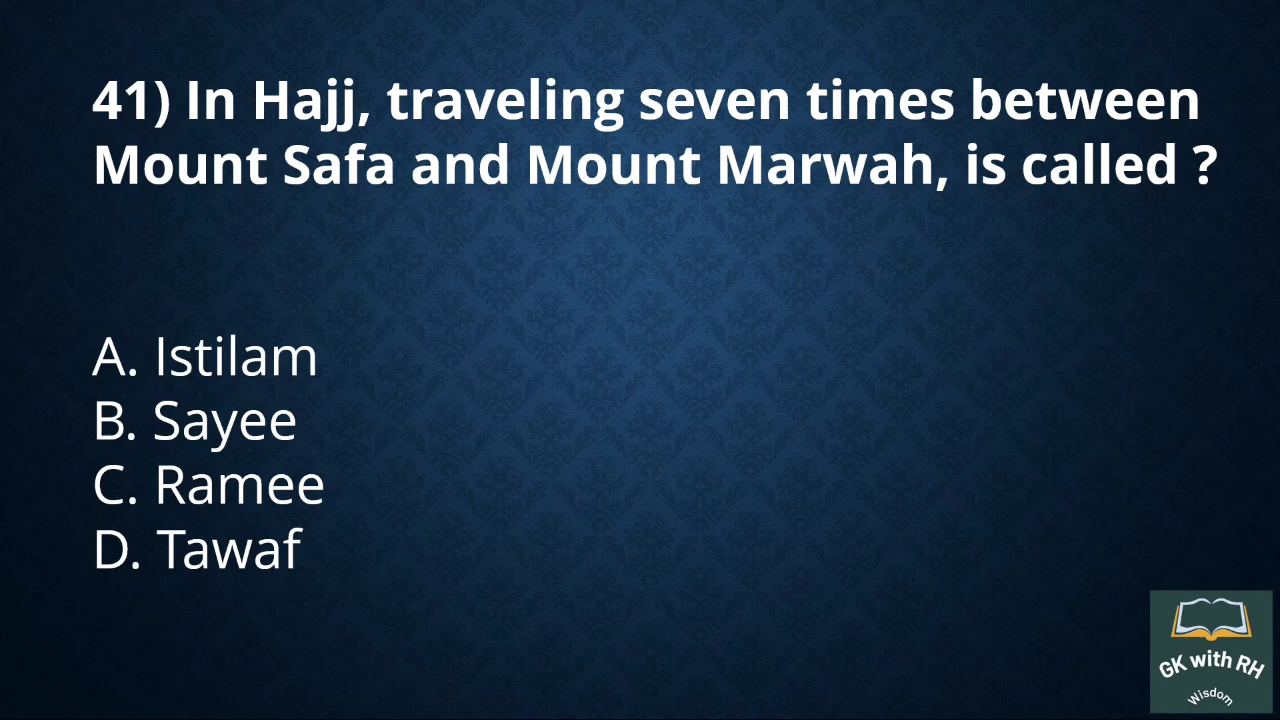 41) In Hajj, traveling seven times between
Mount Safa and Mount Marwah, is called ?
A. Istilam
B. Sayee
C. Ramee
D. Tawaf
GK with RH
Wisdom